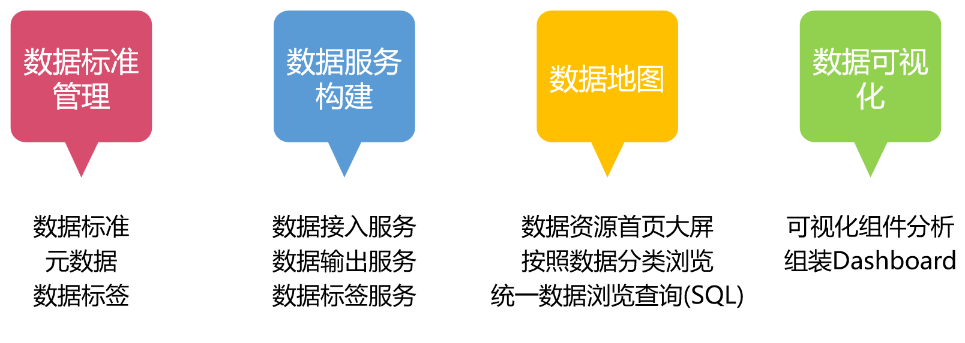 数据标准
管理
数据服务
构建
数据地图
数据可视
化
数据标准
元数据
数据标签
数据接入服务
数据输出服务
数据标签服务
数据资源首页大屏
按照数据分类浏览
统一数据浏览查询(SQL)
可视化组件分析
组装Dashboard